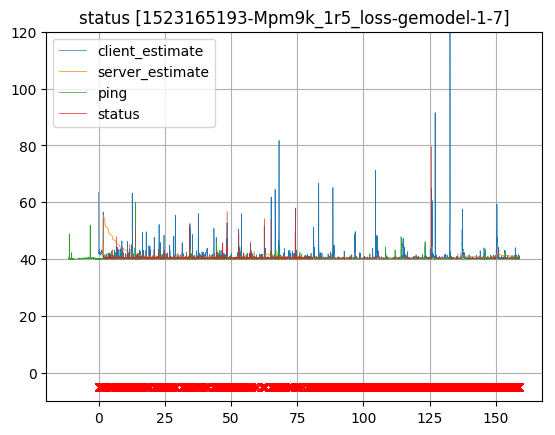 status [1523165193-Mpm9k_1r5_loss-gemodel-1-7]
client_estimate
server_estimate
ping
status
120
100
80
60
40
20
0
0
25
50
75
100
125
150